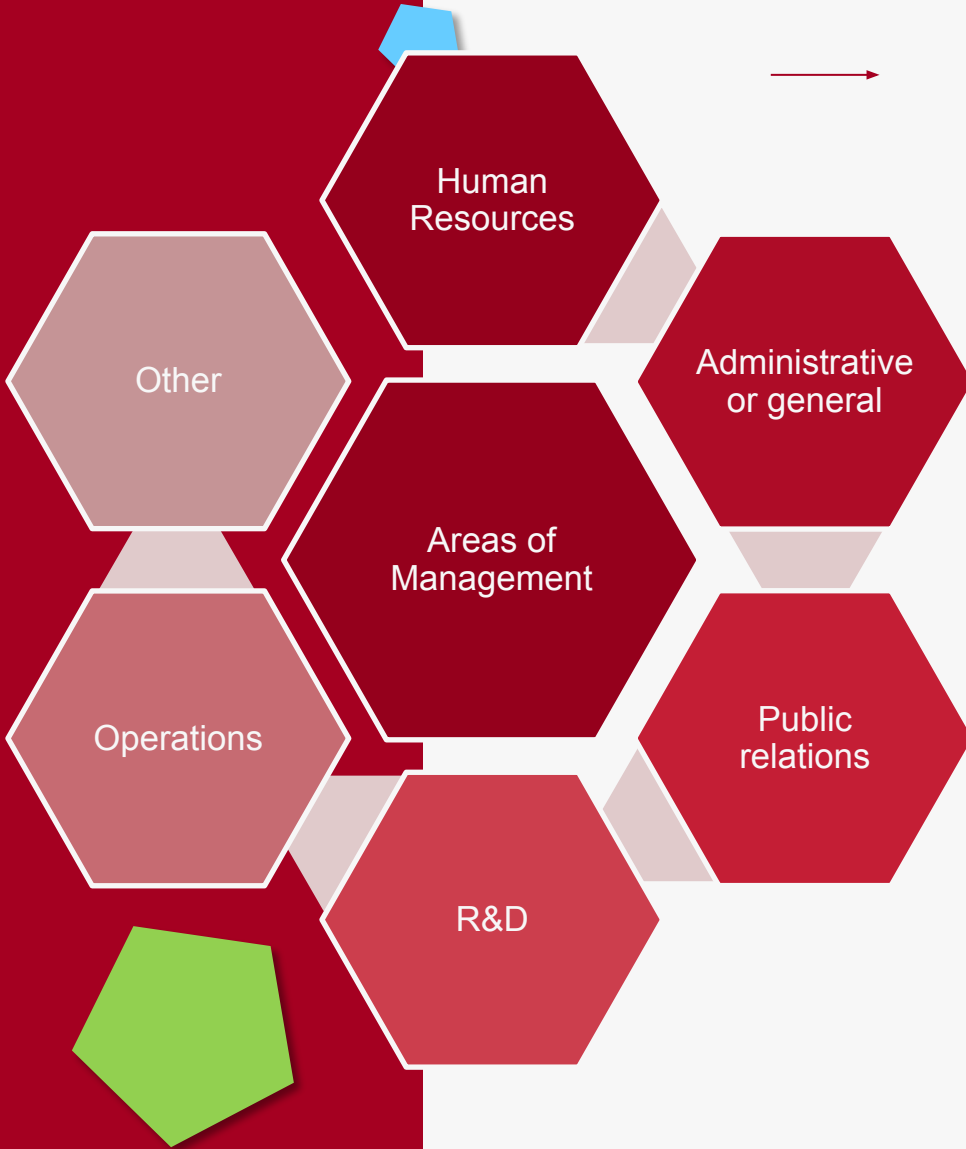 Human
Resources
Administrative
or general
Other
Areas of
Management
Public
relations
Operations
R&D